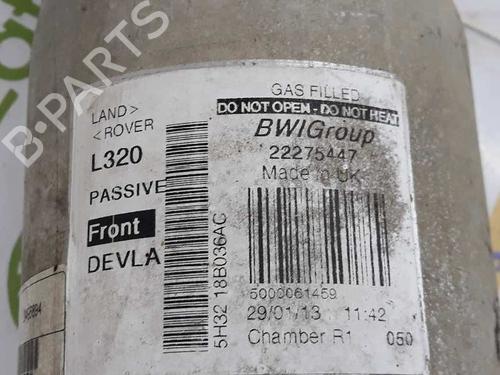 B-PARTS
LAND>
<ROVER
L320
PASSIVE
Front
DEVLA
5H32 18B036AC
GAS FILLED
DO NOT OPEN - DO NOT HEAT
BWIGroup
22275447
Made in UK
5000061459
29/01/13 11:42
Chamber R1 050